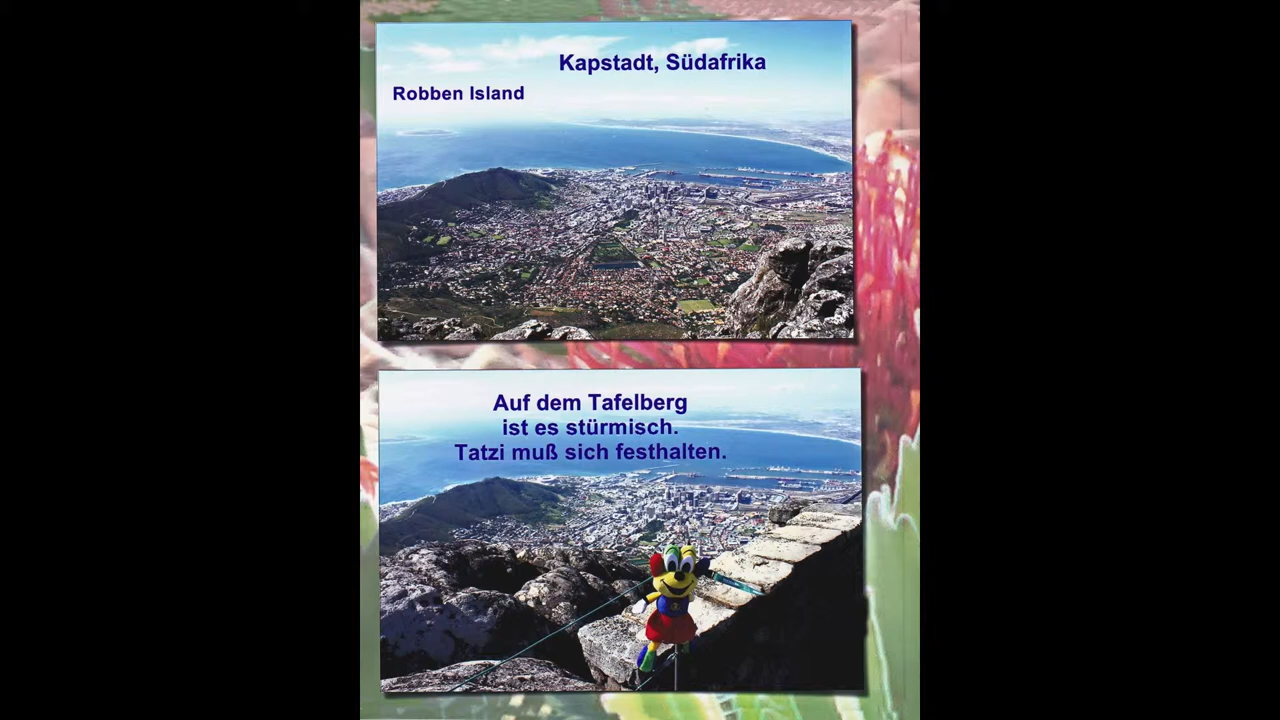 Kapstadt, Südafrika
Robben Island
Auf dem Tafelberg
ist es stürmisch.
Tatzi muß sich festhalten.